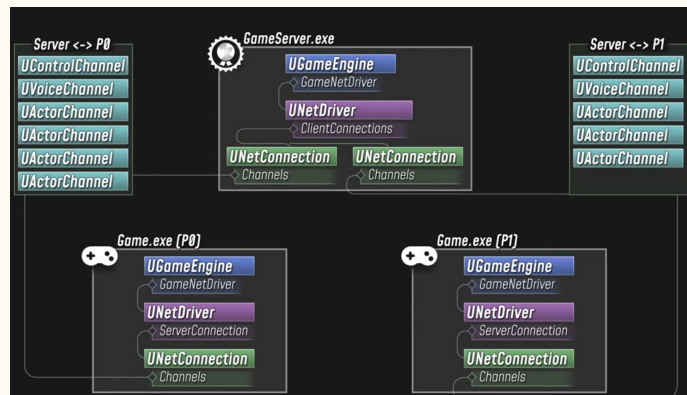 Server <-> P0
UControlChannel
UVoiceChannel
UActorChannel
UActorChannel
UActorChannel
UActorChannel
GameServer.exe
UGameEngine
GameNetDriver
UNetDriver
ClientConnections
UNetConnection
Channels
UNetConnection
Channels
Server <-> P1
UControlChannel
UVoiceChannel
UActorChannel
UActorChannel
UActorChannel
Game.exe (P0)
UGameEngine
GameNetDriver
UNetDriver
ServerConnection
UNetConnection
Channels
Game.exe (P1)
UGameEngine
GameNetDriver
UNetDriver
ServerConnection
UNetConnection
Channels